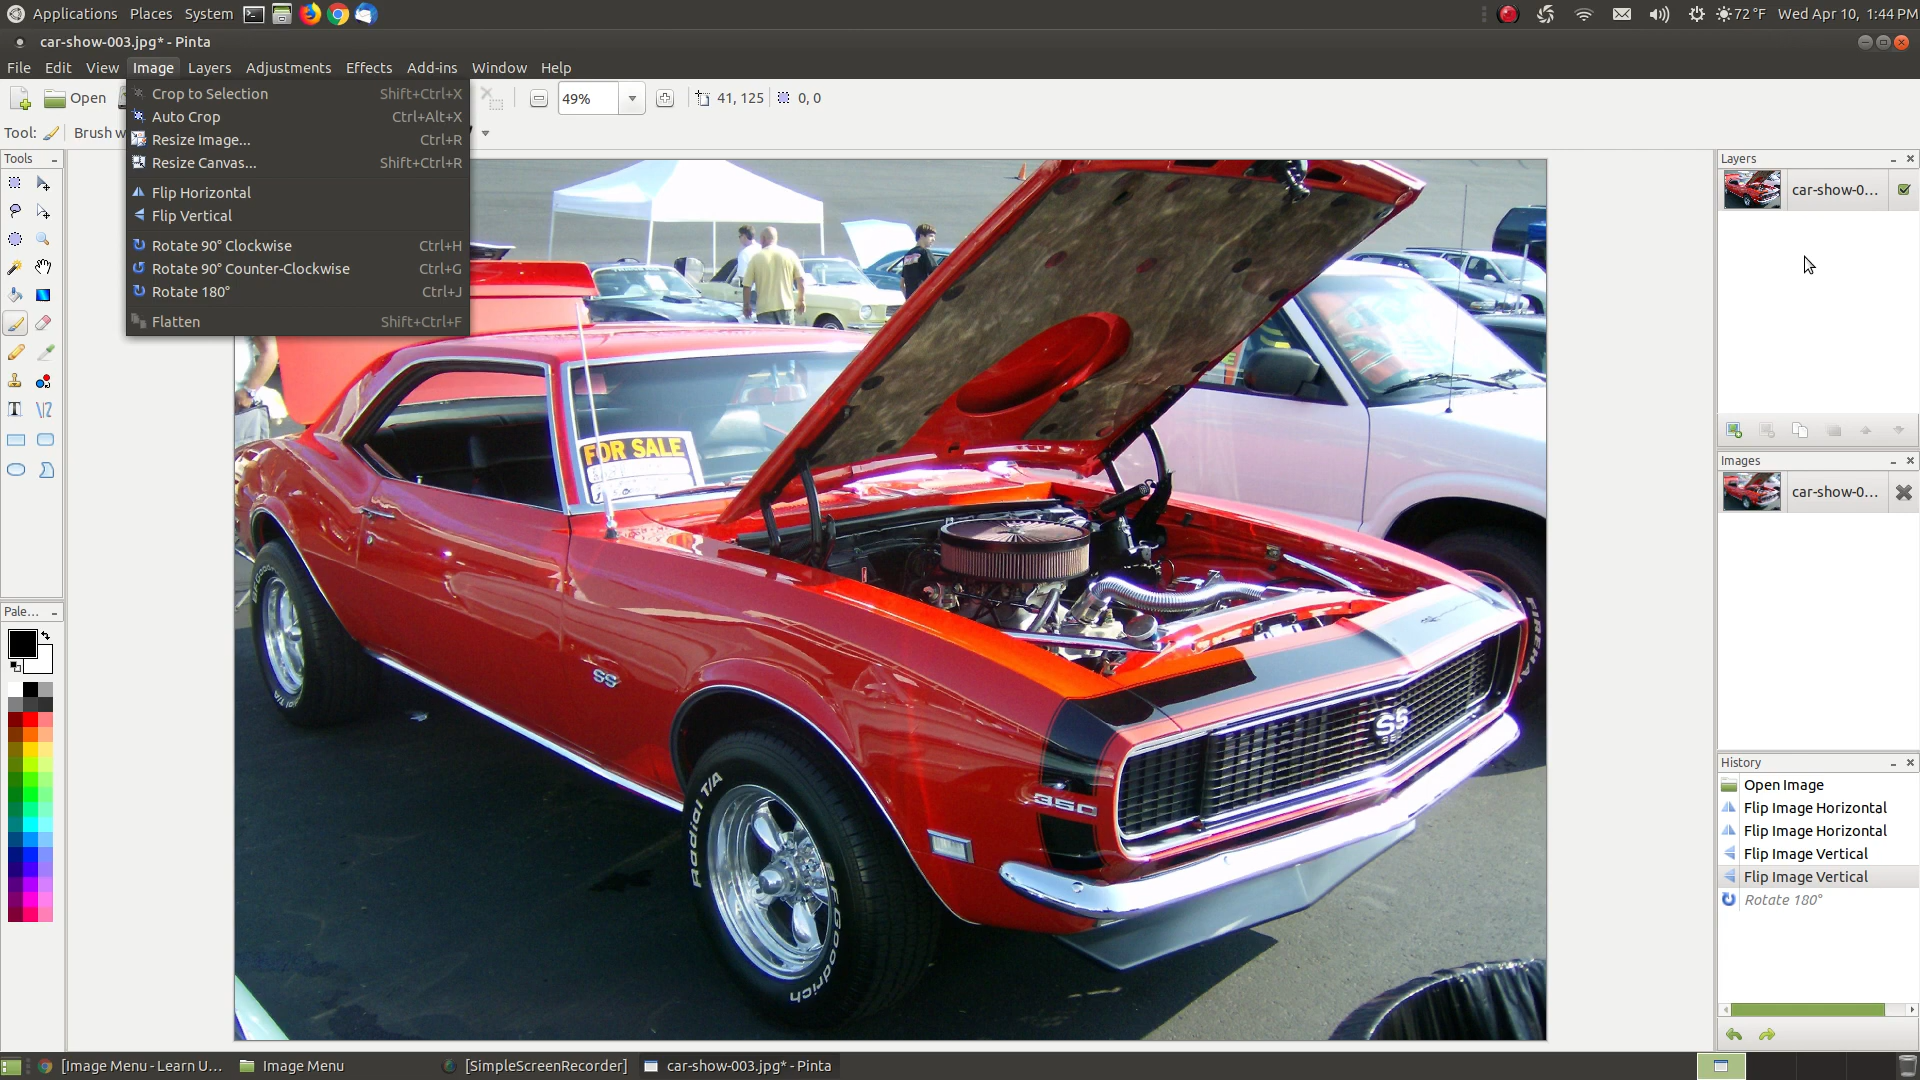 Applications Places System 72 °F Wed Apr 10, 1:44 PM
car-show-003.jpg* - Pinta
File Edit View Image Layers Adjustments Effects Add-ins Window Help
Open 49% 41, 125 0, 0
Tool: Brush w
Crop to Selection Shift+Ctrl+X
Auto Crop Ctrl+Alt+X
Resize Image... Ctrl+R
Resize Canvas... Shift+Ctrl+R
Flip Horizontal
Flip Vertical
Rotate 90° Clockwise Ctrl+H
Rotate 90° Counter-Clockwise Ctrl+G
Rotate 180° Ctrl+J
Flatten Shift+Ctrl+F
Tools
Pale...
Layers
car-show-0...
Images
car-show-0...
History
Open Image
Flip Image Horizontal
Flip Image Horizontal
Flip Image Vertical
Flip Image Vertical
Rotate 180°
FOR SALE
SS
350
SS
Radial T/A
BFGoodrich
[Image Menu - Learn U... Image Menu [SimpleScreenRecorder] car-show-003.jpg* - Pinta